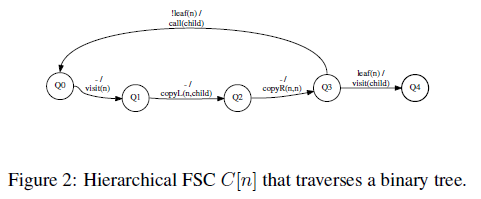 !leaf(n) /
call(child)
Q0
- /
visit(n)
Q1
- /
copyL(n,child)
Q2
- /
copyR(n,n)
Q3
leaf(n) /
visit(child)
Q4
Figure 2: Hierarchical FSC C[n] that traverses a binary tree.